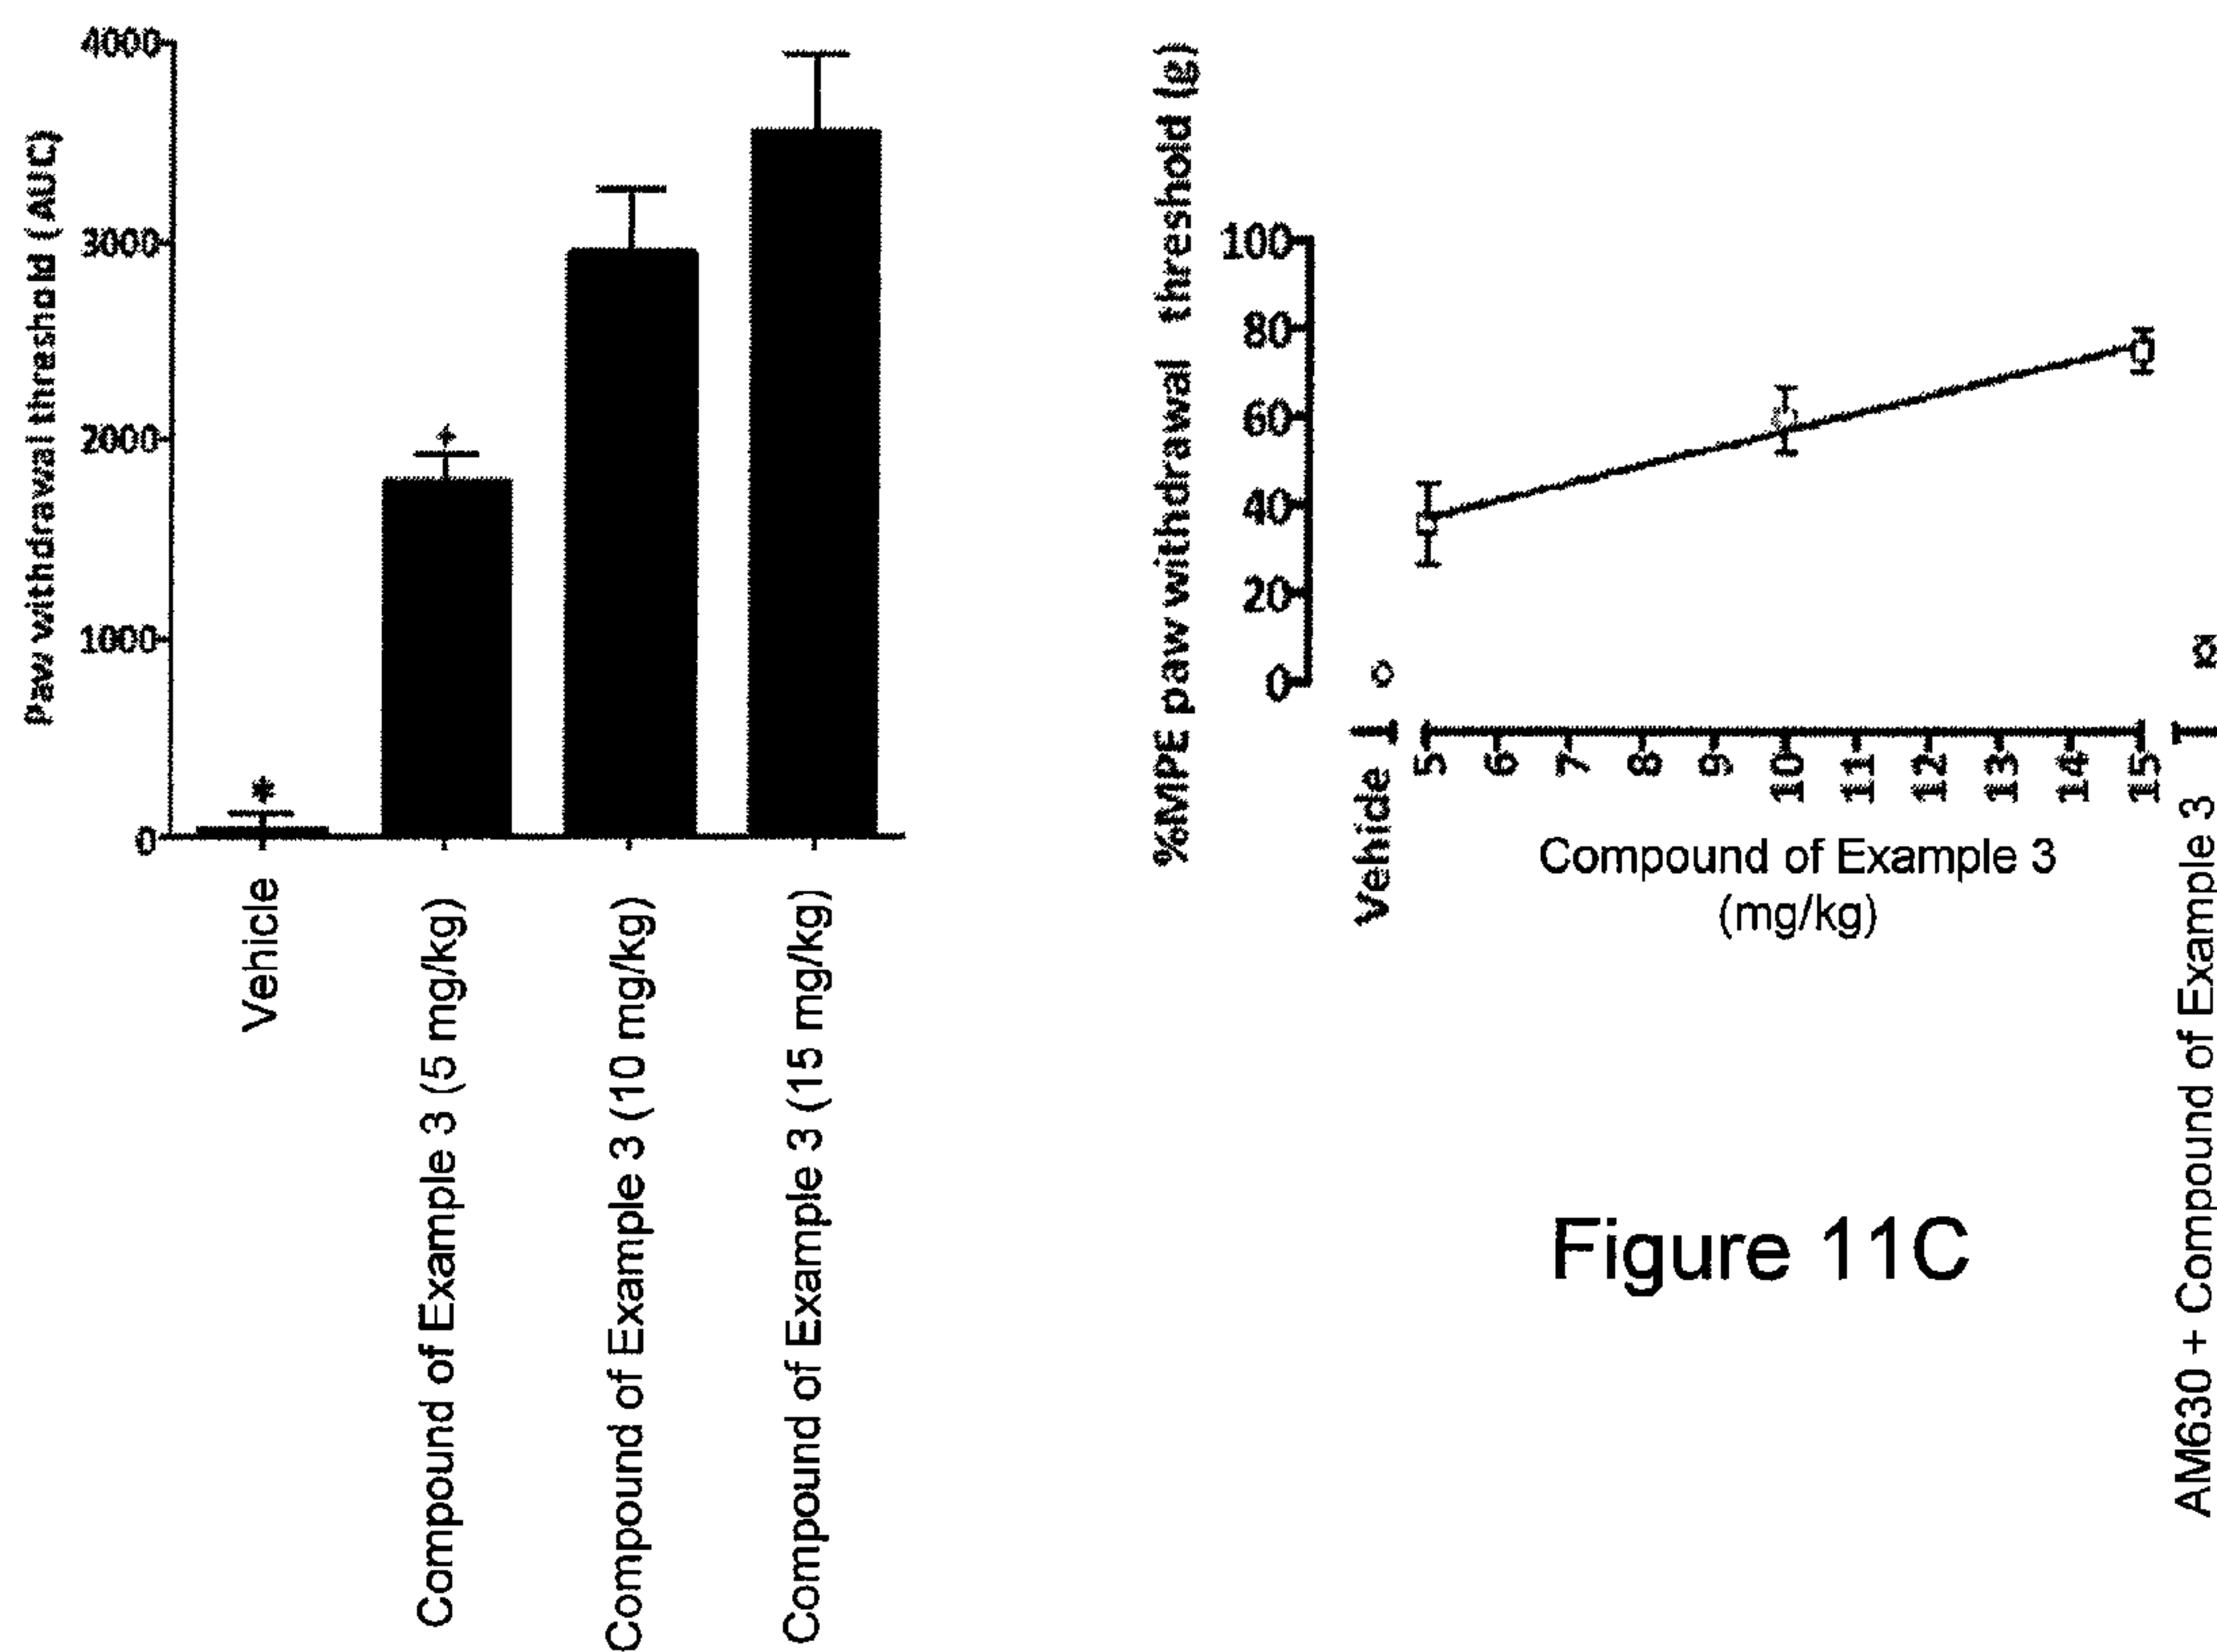 Paw withdrawal threshold (AUC)
4000
3000
2000
1000
0
*
+
Vehicle
Compound of Example 3 (5 mg/kg)
Compound of Example 3 (10 mg/kg)
Compound of Example 3 (15 mg/kg)
%MPE paw withdrawal threshold (g)
100
80
60
40
20
0
Vehicle
5 6 7 8 9 10 11 12 13 14 15
Compound of Example 3
(mg/kg)
AM630 + Compound of Example 3
Figure 11C